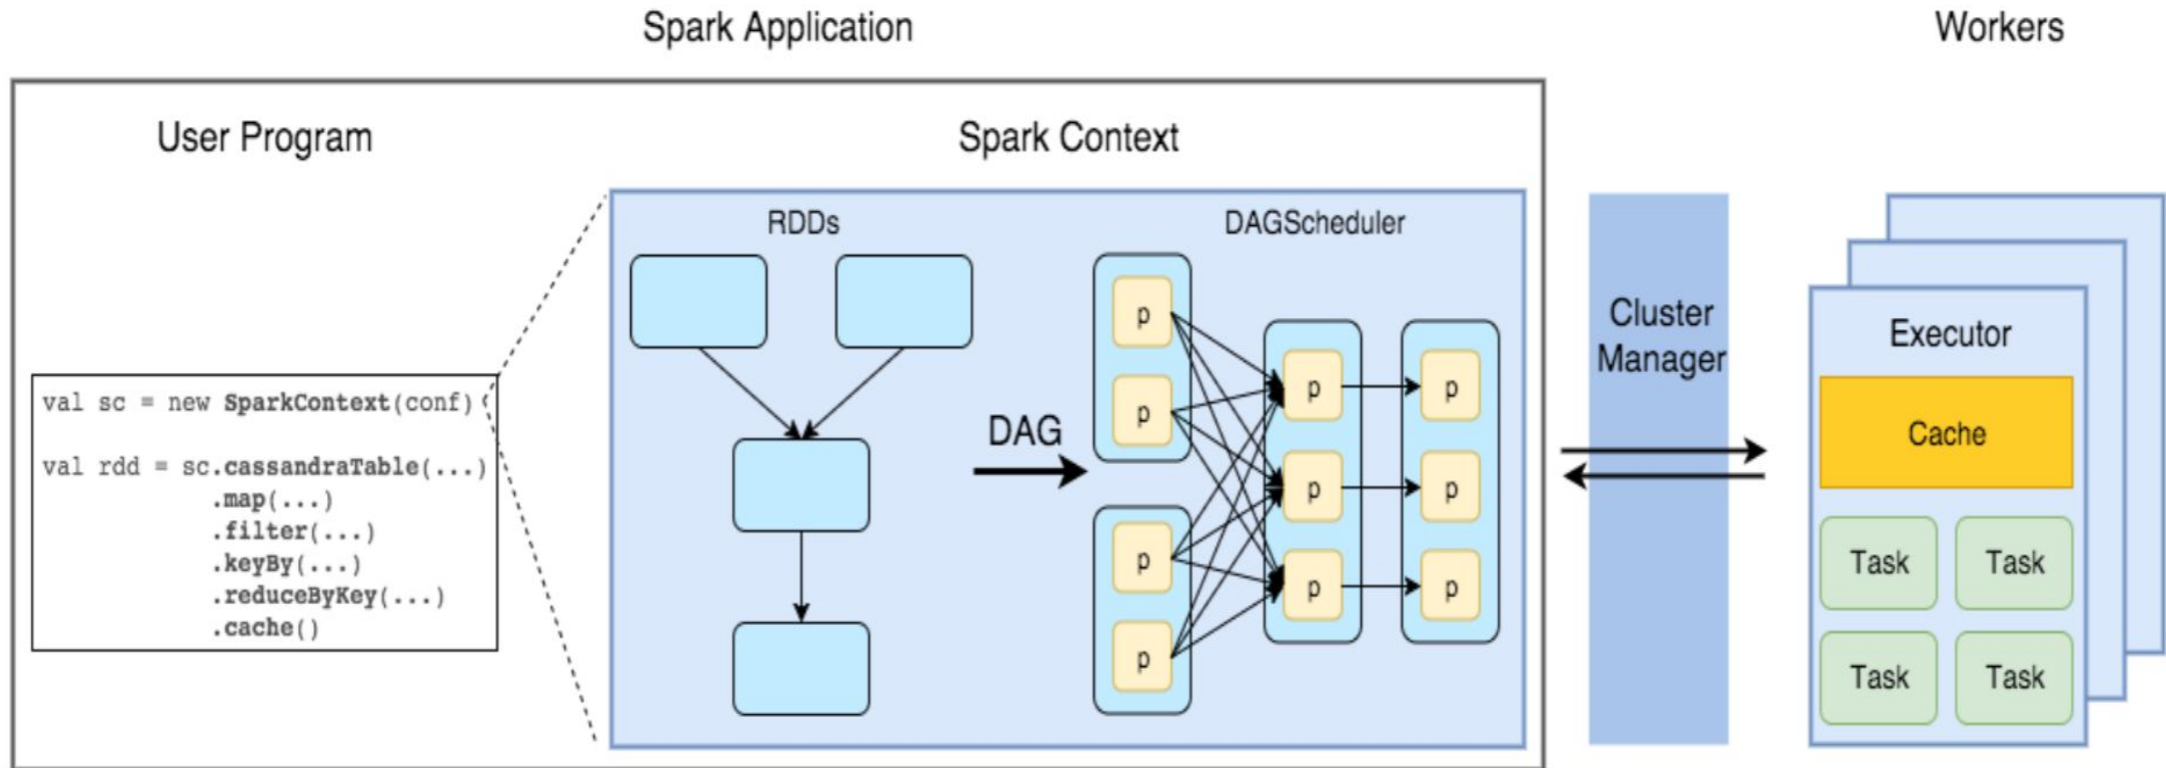 Spark Application
Workers
User Program
Spark Context
val sc = new SparkContext(conf)
val rdd = sc.cassandraTable(...)
.map(...)
.filter(...)
.keyBy(...)
.reduceByKey(...)
.cache()
RDDs
DAG
DAGScheduler
p
p
p
p
p
p
p
p
p
p
Cluster
Manager
Executor
Cache
Task
Task
Task
Task